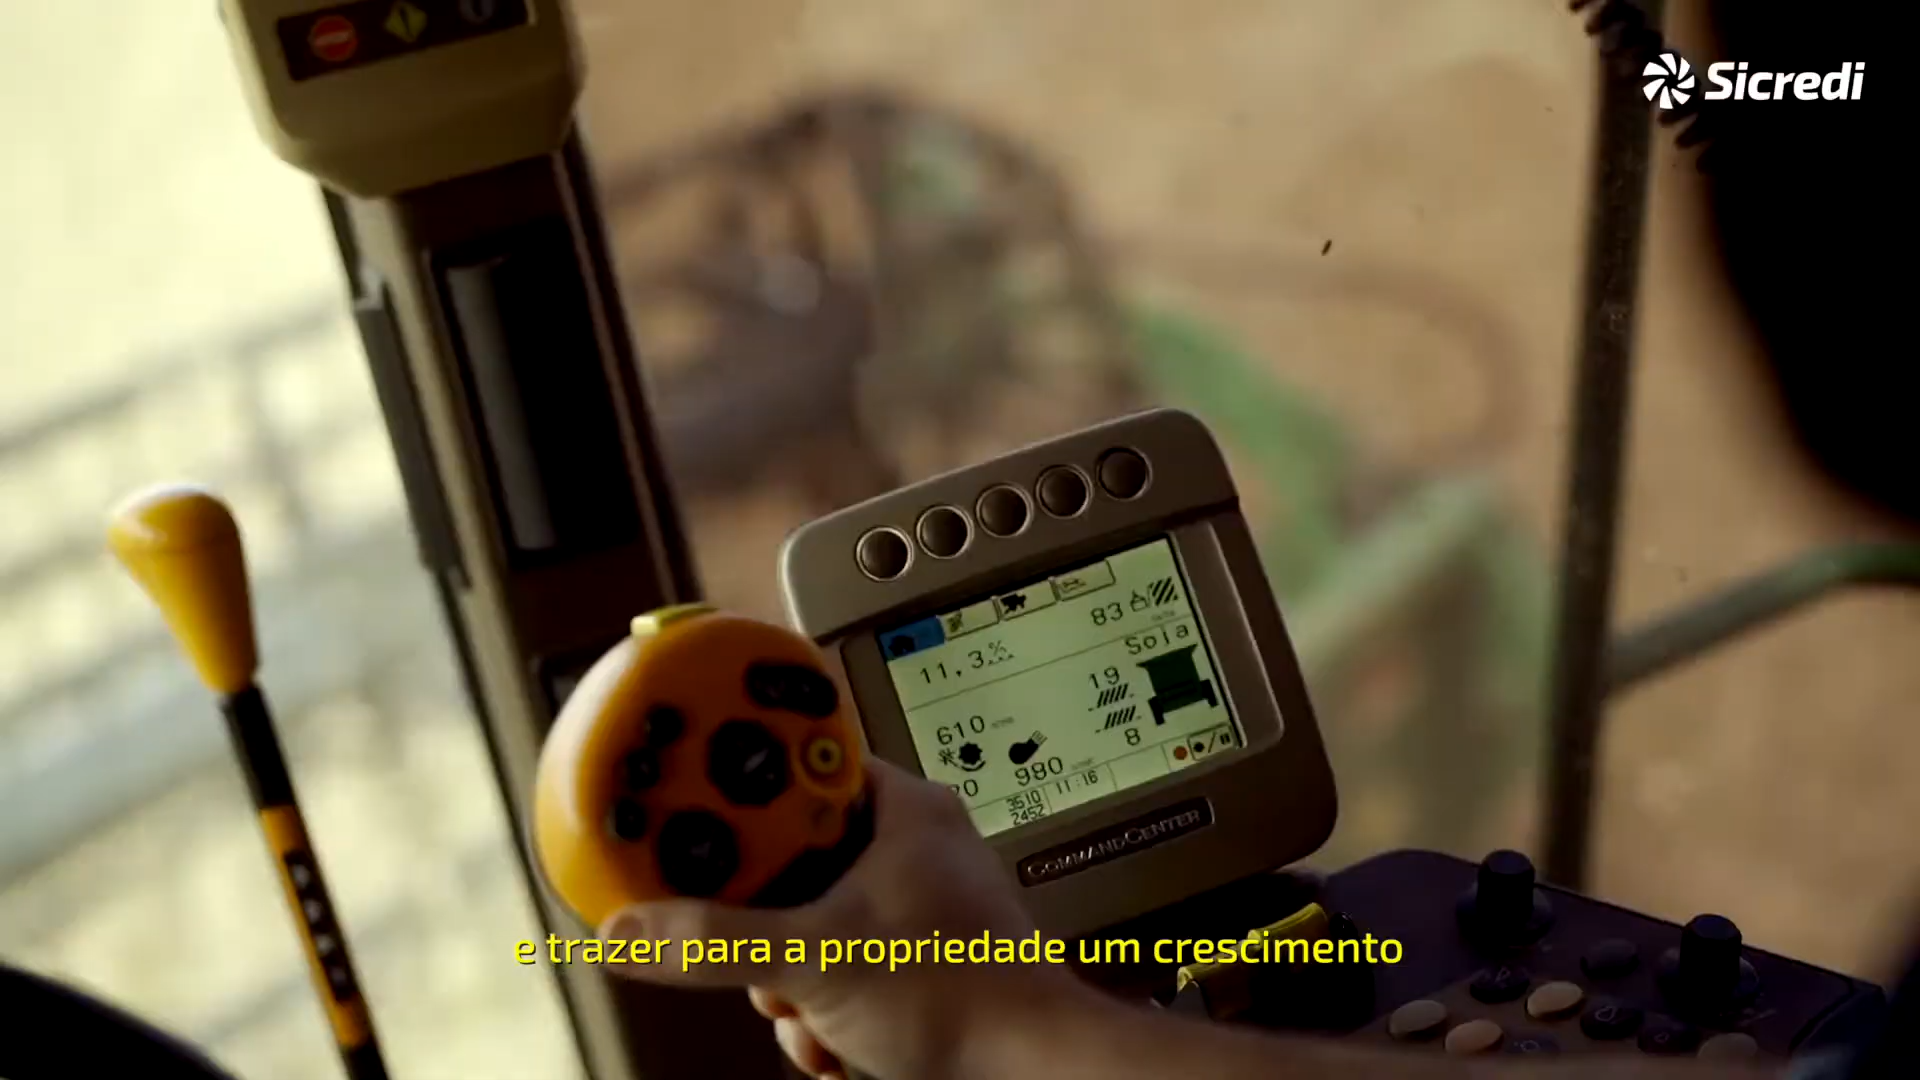 Sicredi
83
11,3%
Soja
19
610
8
980
3510
11:16
2452
COMMANDCENTER
e trazer para a propriedade um crescimento